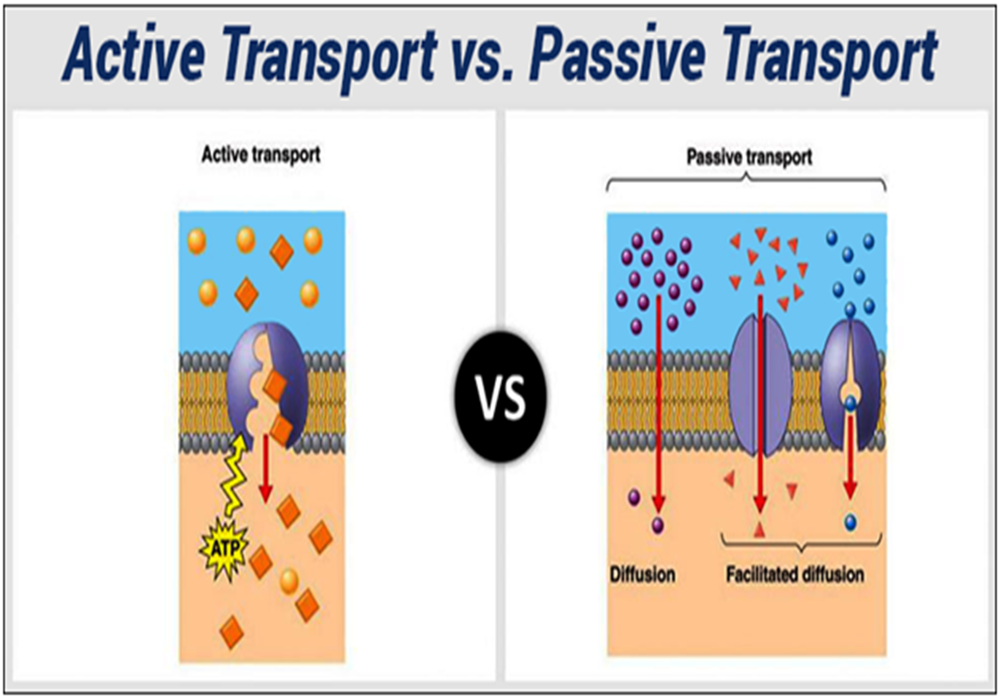 Active Transport vs. Passive Transport
Active transport
ATP
VS
Passive transport
Diffusion
Facilitated diffusion